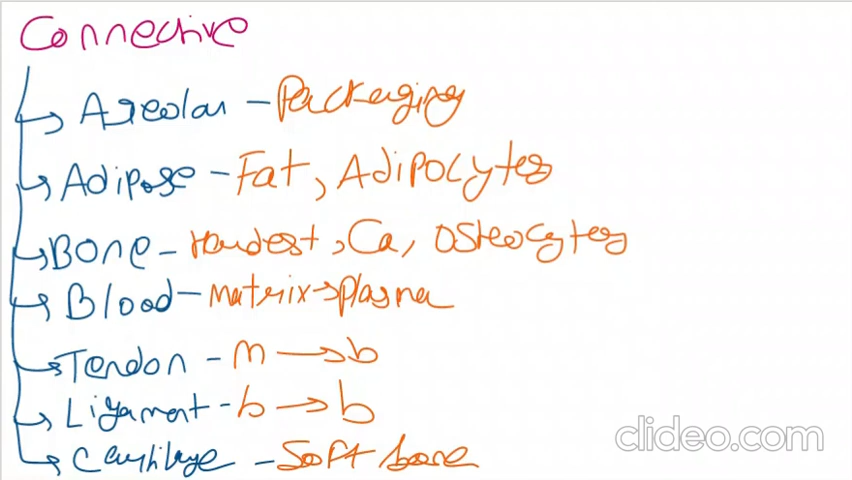 Connective
Areolar - Packaging
Adipose - Fat, Adipocytes
Bone - Hardest, Ca, Osteocytes
Blood - matrix → plasma
Tendon - m → b
Ligament - b → b
Cartilage - Soft bone
clideo.com